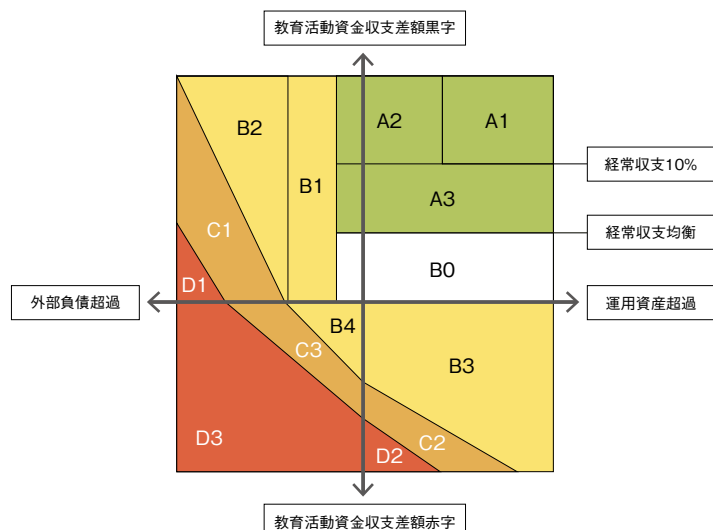 教育活動資金収支差額黒字
B2
A2
A1
経常収支10%
B1
A3
C1
経常収支均衡
B0
D1
外部負債超過
運用資産超過
B4
C3
B3
C2
D3
D2
教育活動資金収支差額赤字